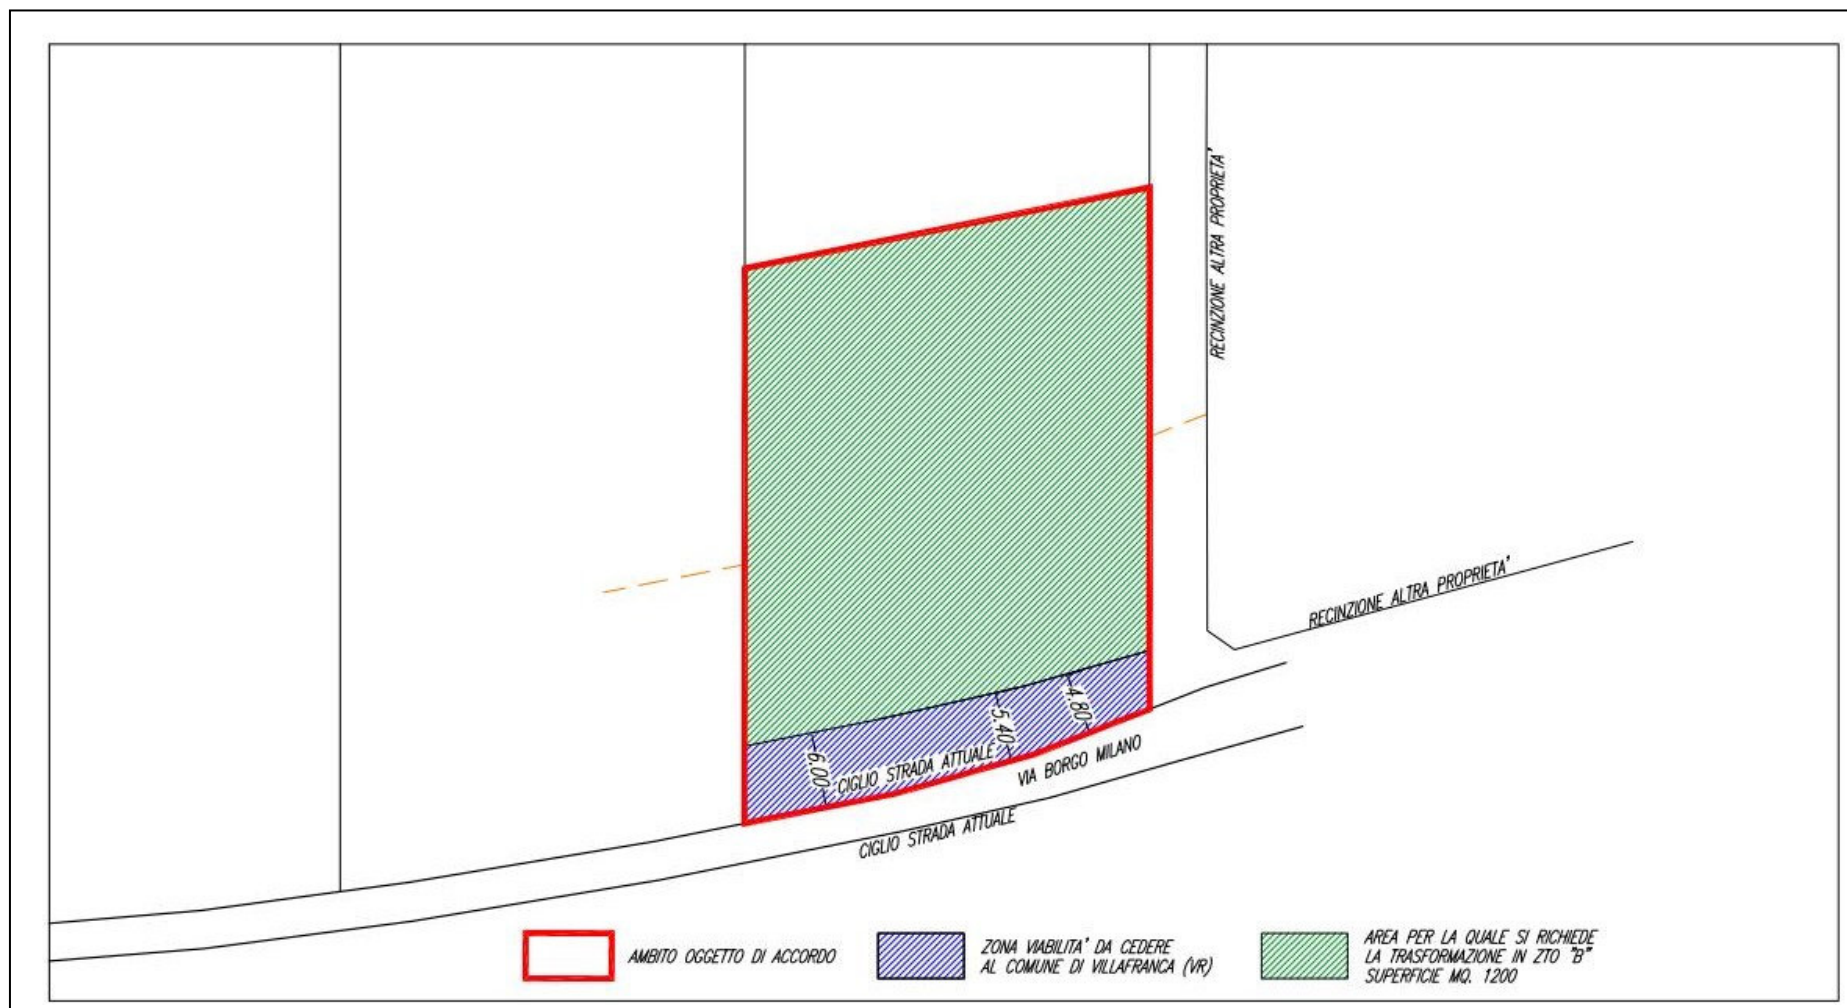 RECINZIONE ALTRA PROPRIETA'
RECINZIONE ALTRA PROPRIETA'
4.80
5.40
6.00
CIGLIO STRADA ATTUALE
VIA BORGO MILANO
CIGLIO STRADA ATTUALE
AMBITO OGGETTO DI ACCORDO
ZONA VIABILITA' DA CEDERE
AL COMUNE DI VILLAFRANCA (VR)
AREA PER LA QUALE SI RICHIEDE
LA TRASFORMAZIONE IN ZTO "B"
SUPERFICIE MQ. 1200